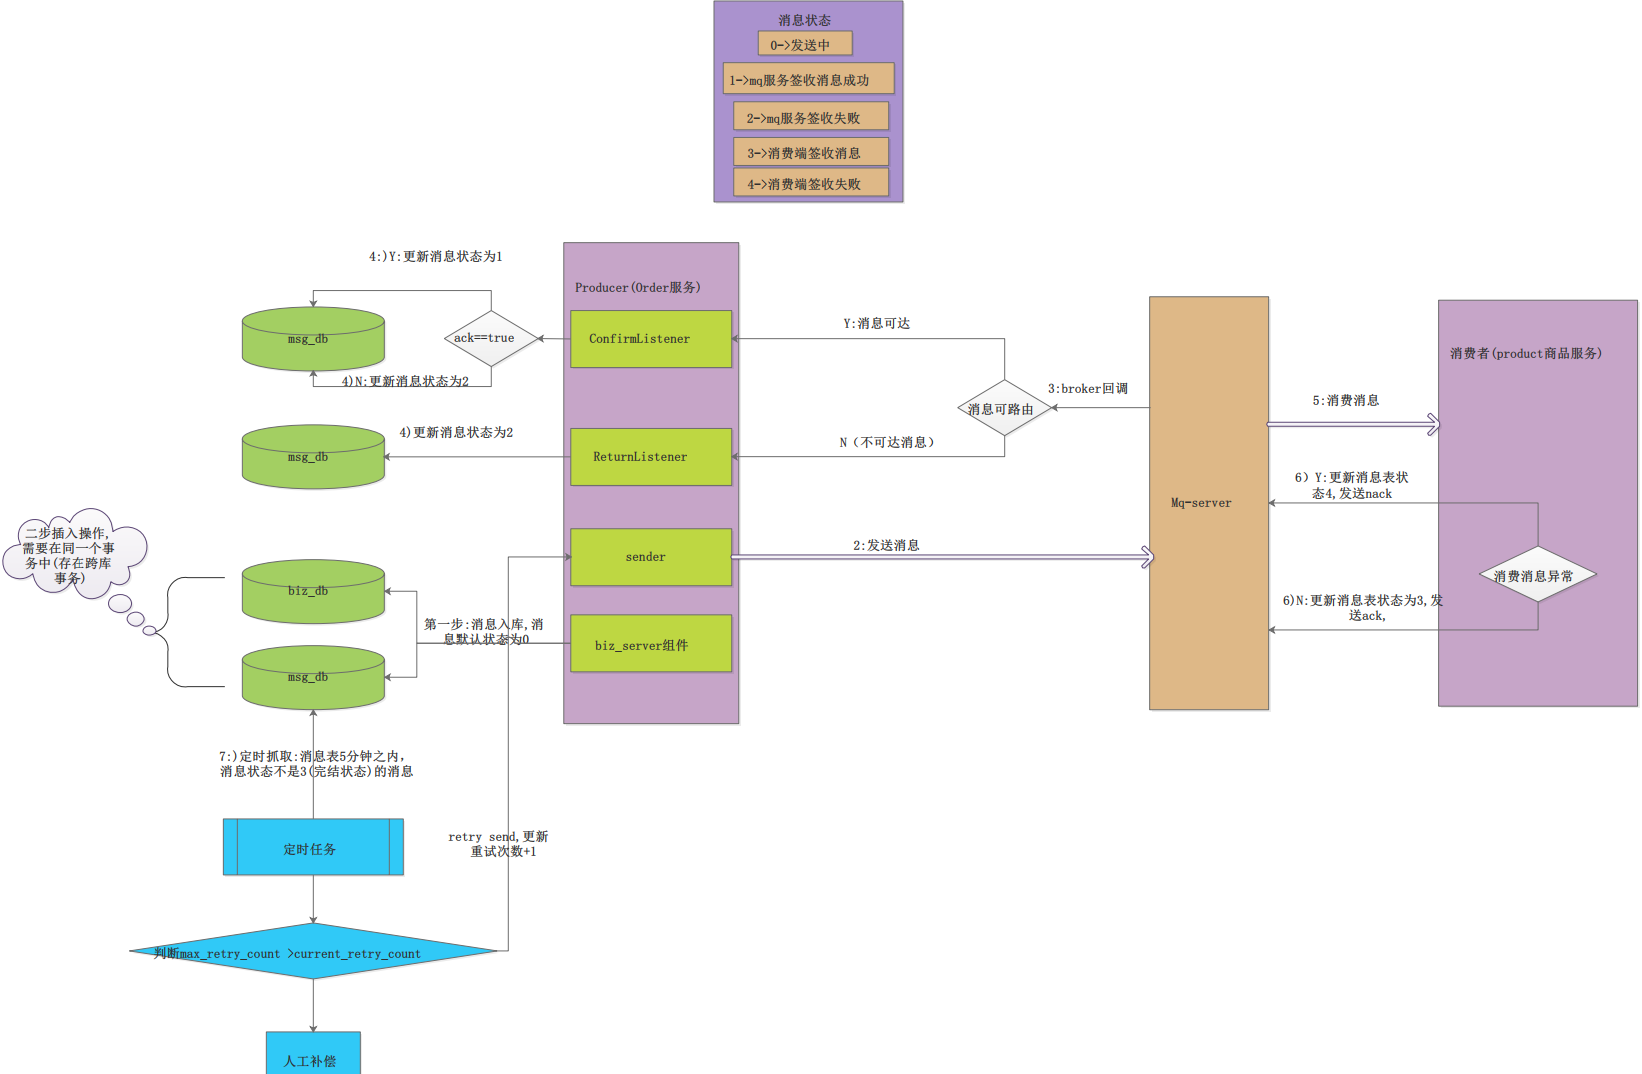 消息状态
0->发送中
1->mq服务签收消息成功
2->mq服务签收失败
3->消费端签收消息
4->消费端签收失败
4:)Y:更新消息状态为1
Producer(Order服务)
msg_db
ack==true
ConfirmListener
Y:消息可达
4)N:更新消息状态为2
消息可路由
3:broker回调
消费者(product商品服务)
5:消费消息
4)更新消息状态为2
msg_db
ReturnListener
N（不可达消息）
Mq-server
6）Y:更新消息表状
态4,发送nack
二步插入操作,
需要在同一个事
务中(存在跨库
事务)
sender
2:发送消息
消费消息异常
biz_db
第一步:消息入库,消
息默认状态为0
biz_server组件
6)N:更新消息表状态为3,发
送ack,
msg_db
7:)定时抓取:消息表5分钟之内,
消息状态不是3(完结状态)的消息
定时任务
retry send,更新
重试次数+1
判断max_retry_count >current_retry_count
人工补偿